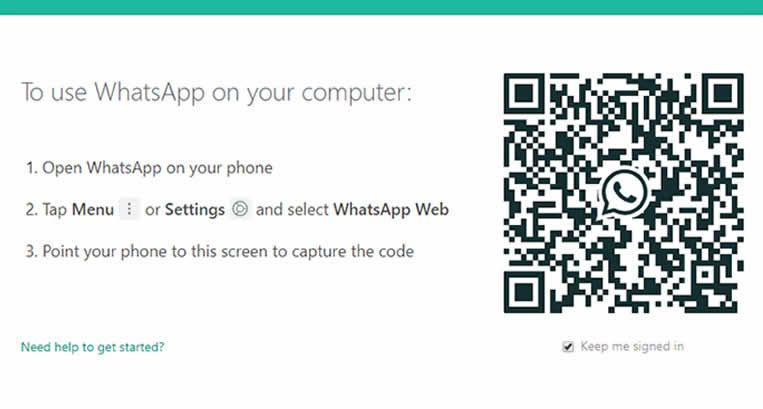 To use WhatsApp on your computer:
1. Open WhatsApp on your phone
2. Tap Menu or Settings and select WhatsApp Web
3. Point your phone to this screen to capture the code
Need help to get started?
Keep me signed in